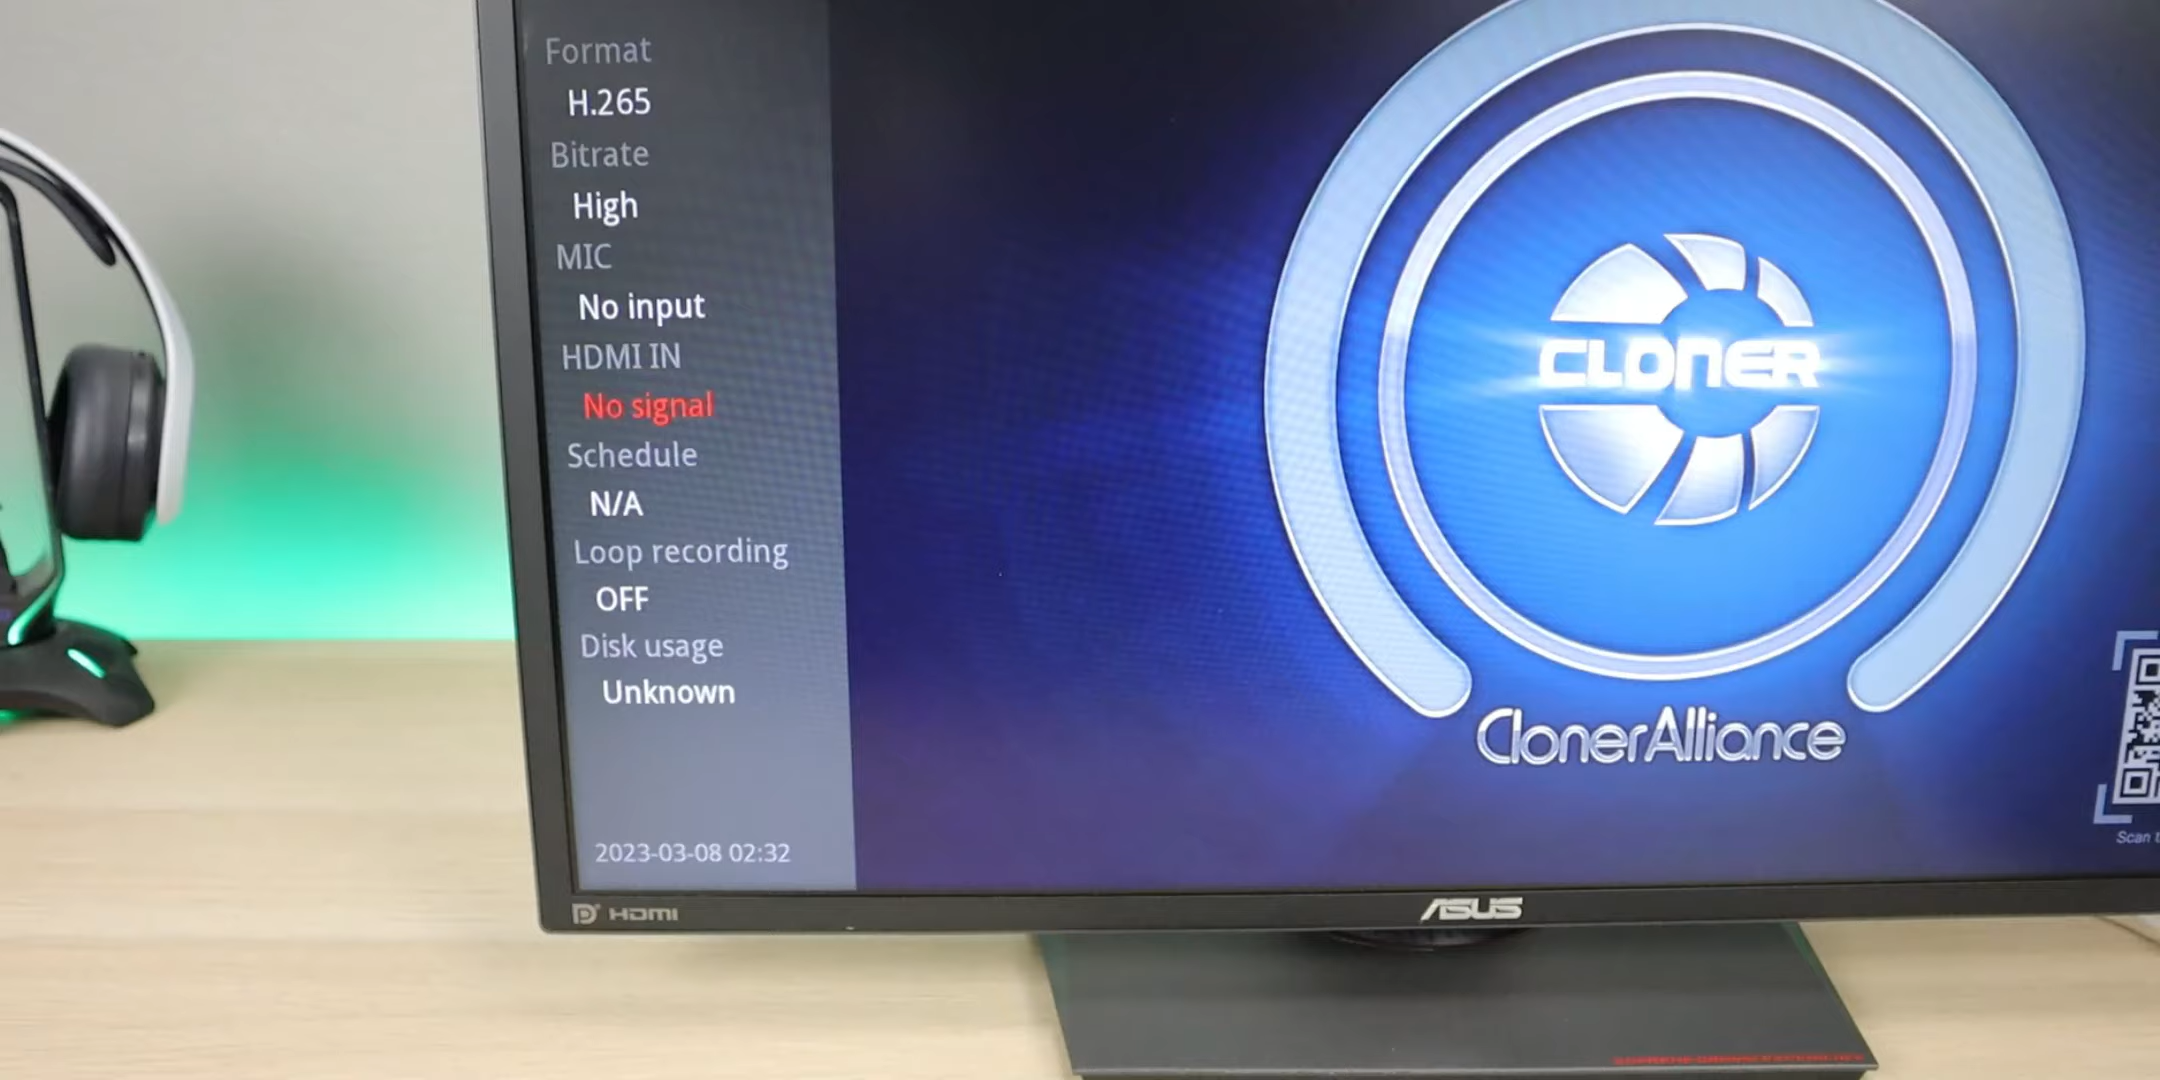 Format
H.265
Bitrate
High
MIC
No input
HDMI IN
No signal
Schedule
N/A
Loop recording
OFF
Disk usage
Unknown
2023-03-08 02:32
CLONER
ClonerAlliance
Scan
HDMI
ASUS